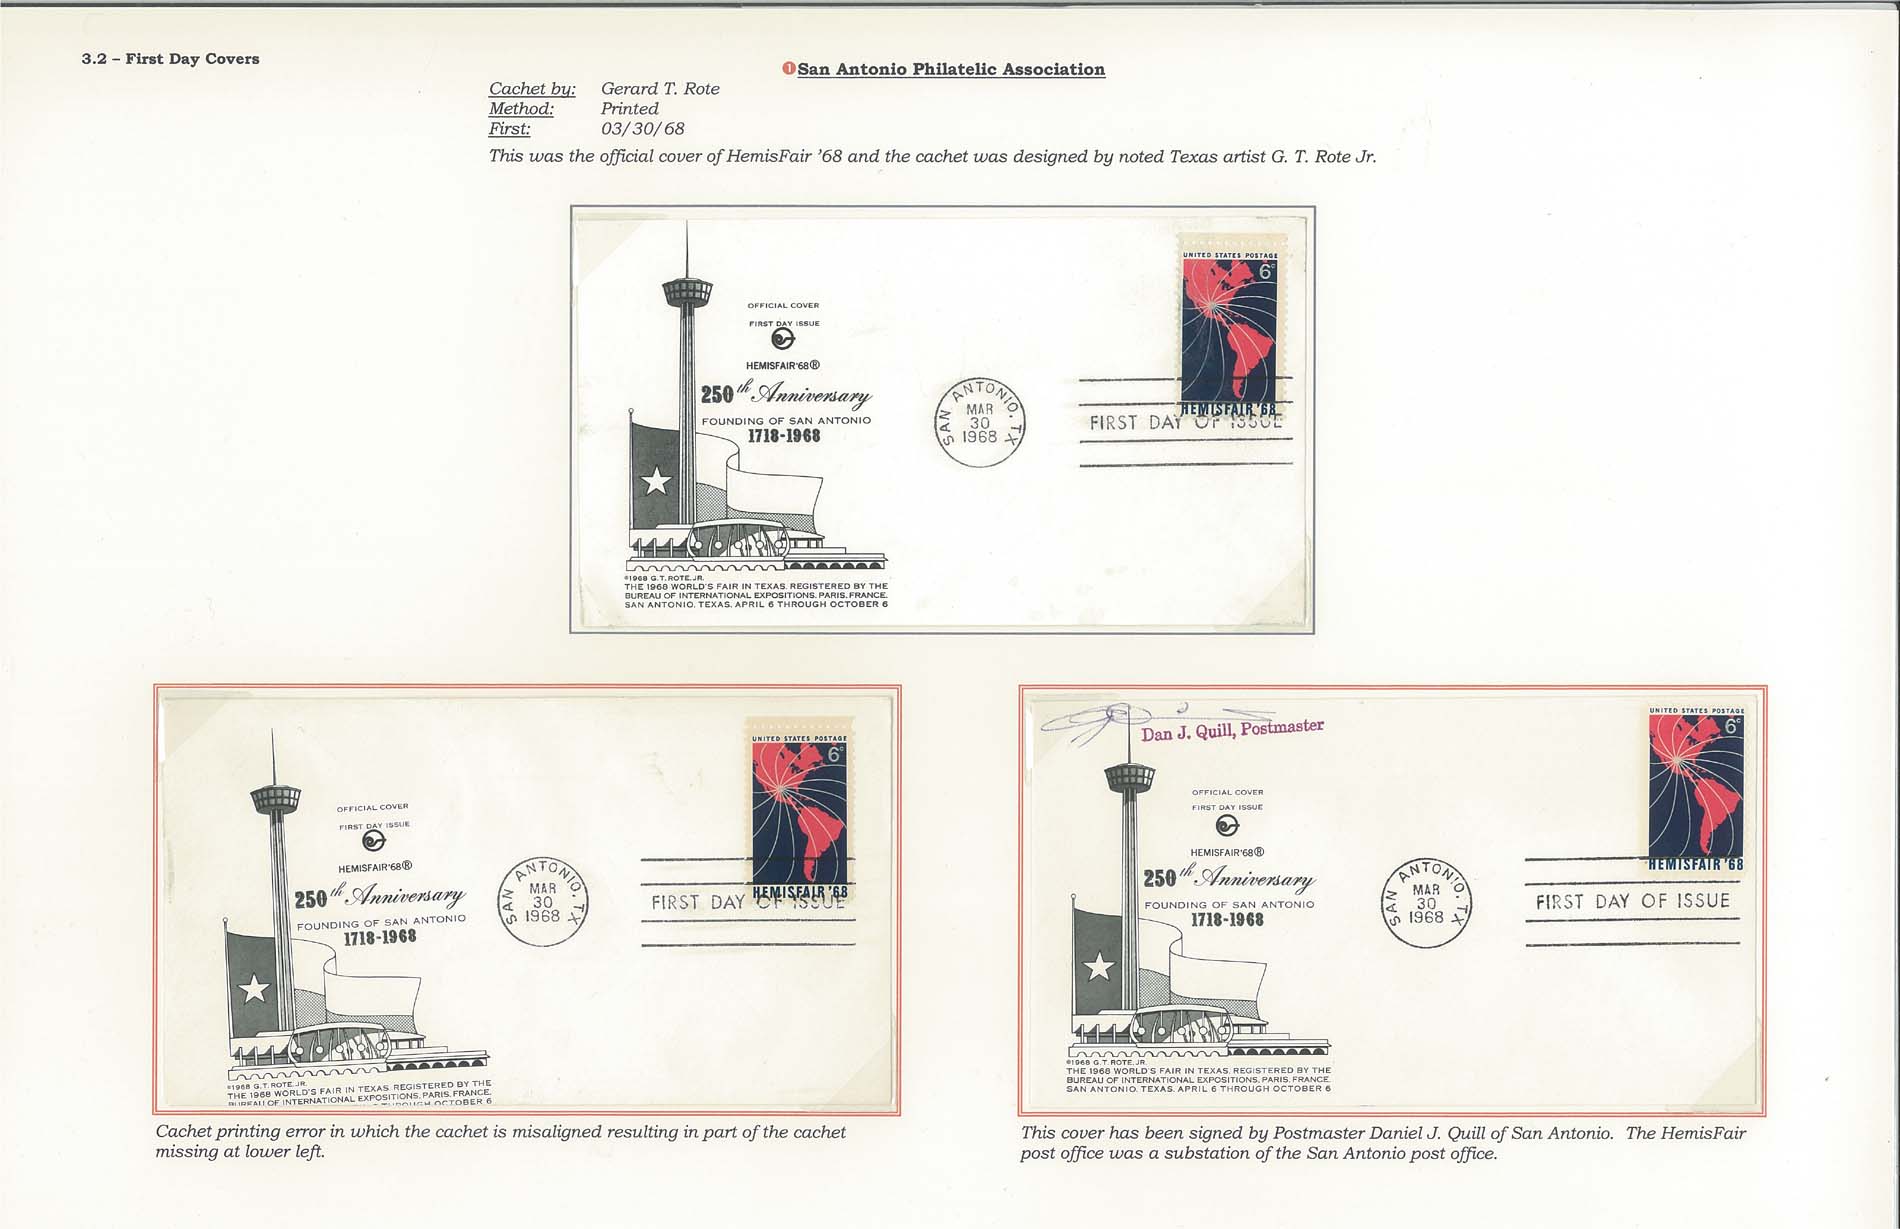 3.2 – First Day Covers
1 San Antonio Philatelic Association
Cachet by: Gerard T. Rote
Method: Printed
First: 03/30/68
This was the official cover of HemisFair ’68 and the cachet was designed by noted Texas artist G. T. Rote Jr.
UNITED STATES POSTAGE
6c
OFFICIAL COVER
FIRST DAY ISSUE
HEMISFAIR'68®
250th Anniversary
FOUNDING OF SAN ANTONIO
1718-1968
SAN ANTONIO, TX
MAR
30
1968
HEMISFAIR '68
FIRST DAY OF ISSUE
©1968 G.T. ROTE, JR.
THE 1968 WORLD'S FAIR IN TEXAS. REGISTERED BY THE
BUREAU OF INTERNATIONAL EXPOSITIONS, PARIS, FRANCE.
SAN ANTONIO, TEXAS. APRIL 6 THROUGH OCTOBER 6
UNITED STATES POSTAGE
6c
OFFICIAL COVER
FIRST DAY ISSUE
HEMISFAIR'68®
250th Anniversary
FOUNDING OF SAN ANTONIO
1718-1968
SAN ANTONIO, TX
MAR
30
1968
HEMISFAIR '68
FIRST DAY OF ISSUE
©1968 G.T. ROTE, JR.
THE 1968 WORLD'S FAIR IN TEXAS. REGISTERED BY THE
BUREAU OF INTERNATIONAL EXPOSITIONS, PARIS, FRANCE.
THROUGH OCTOBER 6
Cachet printing error in which the cachet is misaligned resulting in part of the cachet
missing at lower left.
Dan J. Quill, Postmaster
UNITED STATES POSTAGE
6c
OFFICIAL COVER
FIRST DAY ISSUE
HEMISFAIR'68®
250th Anniversary
FOUNDING OF SAN ANTONIO
1718-1968
SAN ANTONIO, TX
MAR
30
1968
HEMISFAIR '68
FIRST DAY OF ISSUE
©1968 G.T. ROTE, JR.
THE 1968 WORLD'S FAIR IN TEXAS. REGISTERED BY THE
BUREAU OF INTERNATIONAL EXPOSITIONS, PARIS, FRANCE.
SAN ANTONIO, TEXAS. APRIL 6 THROUGH OCTOBER 6
This cover has been signed by Postmaster Daniel J. Quill of San Antonio. The HemisFair
post office was a substation of the San Antonio post office.